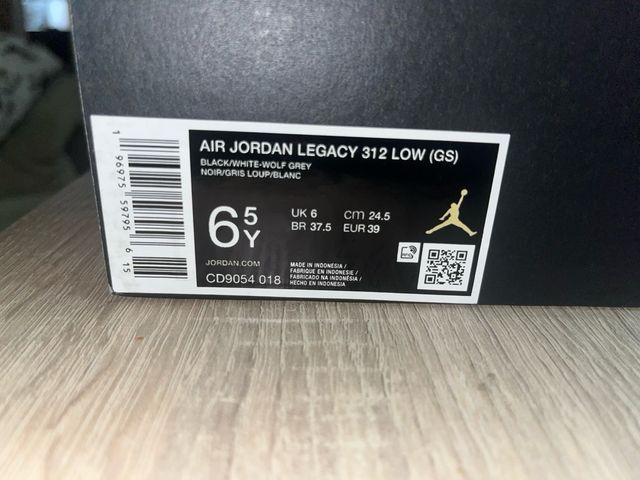 1 96975 59795 6 15
AIR JORDAN LEGACY 312 LOW (GS)
BLACK/WHITE-WOLF GREY
NOIR/GRIS LOUP/BLANC
6 5Y
UK 6 CM 24.5
BR 37.5 EUR 39
JORDAN.COM
CD9054 018
MADE IN INDONESIA /
FABRIQUE EN INDONESIE /
FABRICADO NA INDONÉSIA /
HECHO EN INDONESIA